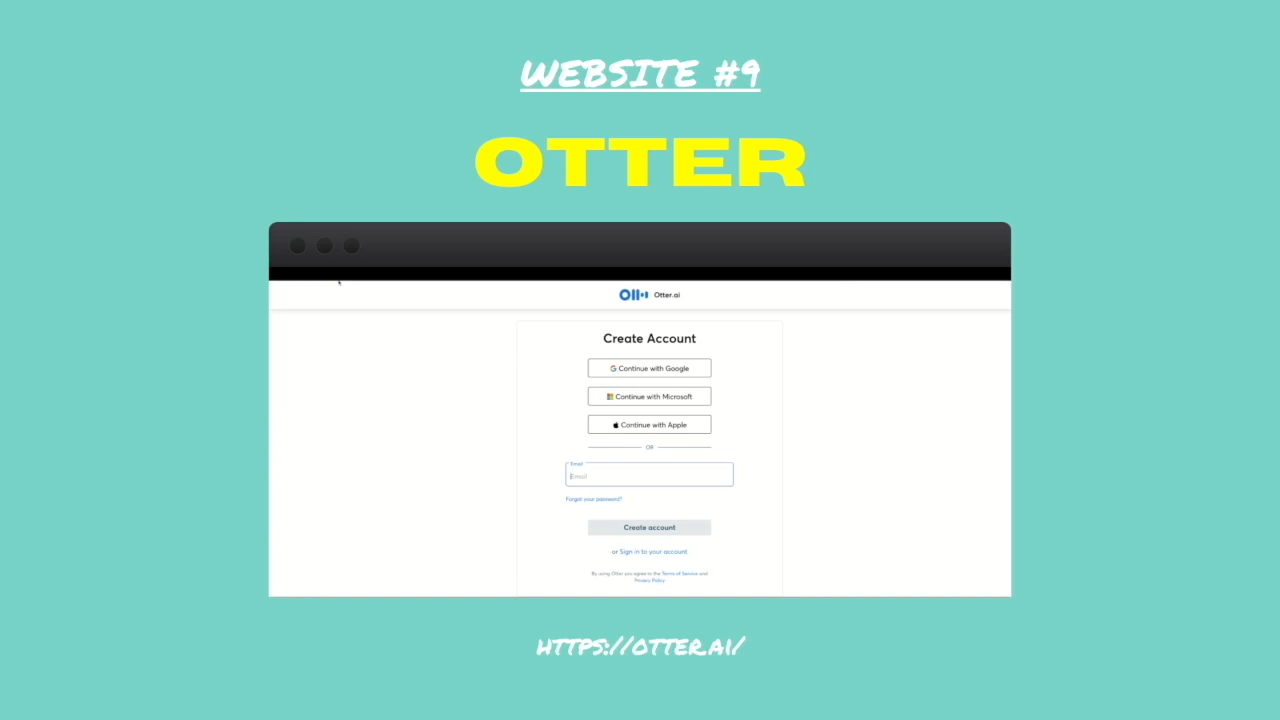 WEBSITE #9
OTTER
Otter.ai
Create Account
Continue with Google
Continue with Microsoft
Continue with Apple
OR
Email
Email
Forgot your password?
Create account
or Sign in to your account
By using Otter you agree to the Terms of Service and
Privacy Policy
HTTPS://OTTER.AI/